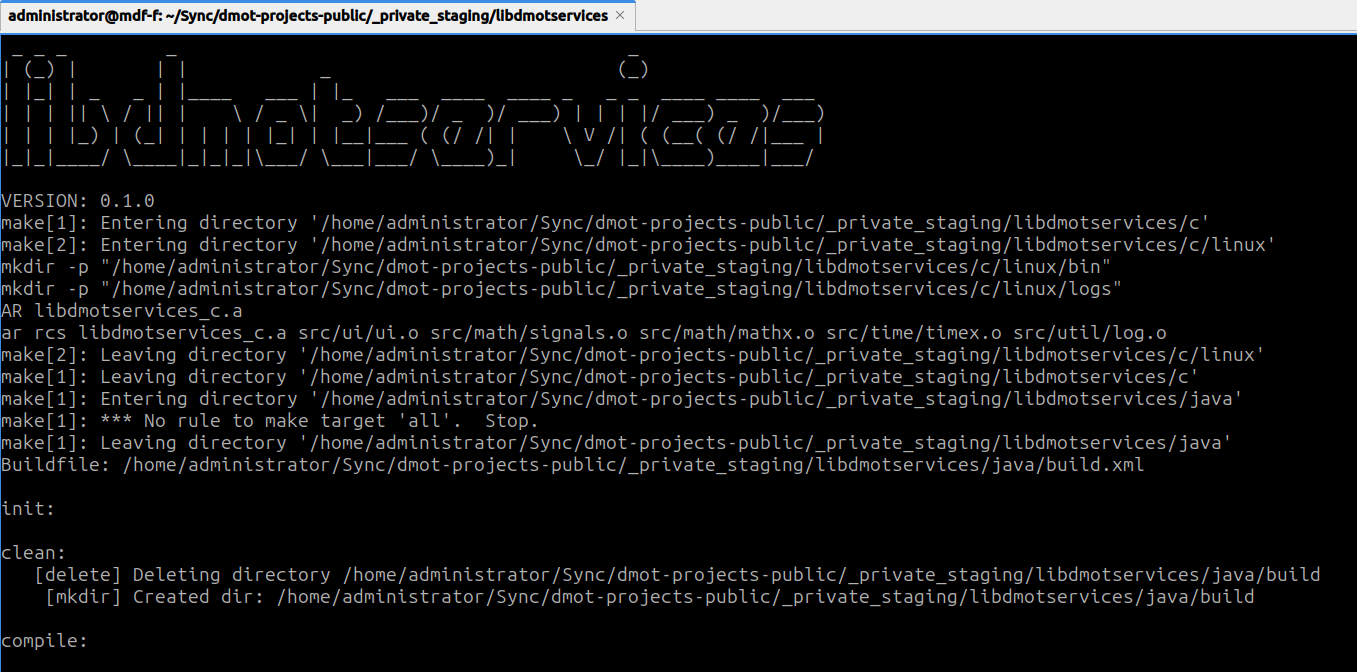 administrator@mdf-f: ~/Sync/dmot-projects-public/_private_staging/libdmotservices ×
libdmotservices
VERSION: 0.1.0
make[1]: Entering directory '/home/administrator/Sync/dmot-projects-public/_private_staging/libdmotservices/c'
make[2]: Entering directory '/home/administrator/Sync/dmot-projects-public/_private_staging/libdmotservices/c/linux'
mkdir -p "/home/administrator/Sync/dmot-projects-public/_private_staging/libdmotservices/c/linux/bin"
mkdir -p "/home/administrator/Sync/dmot-projects-public/_private_staging/libdmotservices/c/linux/logs"
AR libdmotservices_c.a
ar rcs libdmotservices_c.a src/ui/ui.o src/math/signals.o src/math/mathx.o src/time/timex.o src/util/log.o
make[2]: Leaving directory '/home/administrator/Sync/dmot-projects-public/_private_staging/libdmotservices/c/linux'
make[1]: Leaving directory '/home/administrator/Sync/dmot-projects-public/_private_staging/libdmotservices/c'
make[1]: Entering directory '/home/administrator/Sync/dmot-projects-public/_private_staging/libdmotservices/java'
make[1]: *** No rule to make target 'all'.  Stop.
make[1]: Leaving directory '/home/administrator/Sync/dmot-projects-public/_private_staging/libdmotservices/java'
Buildfile: /home/administrator/Sync/dmot-projects-public/_private_staging/libdmotservices/java/build.xml
init:
clean:
[delete] Deleting directory /home/administrator/Sync/dmot-projects-public/_private_staging/libdmotservices/java/build
[mkdir] Created dir: /home/administrator/Sync/dmot-projects-public/_private_staging/libdmotservices/java/build
compile: